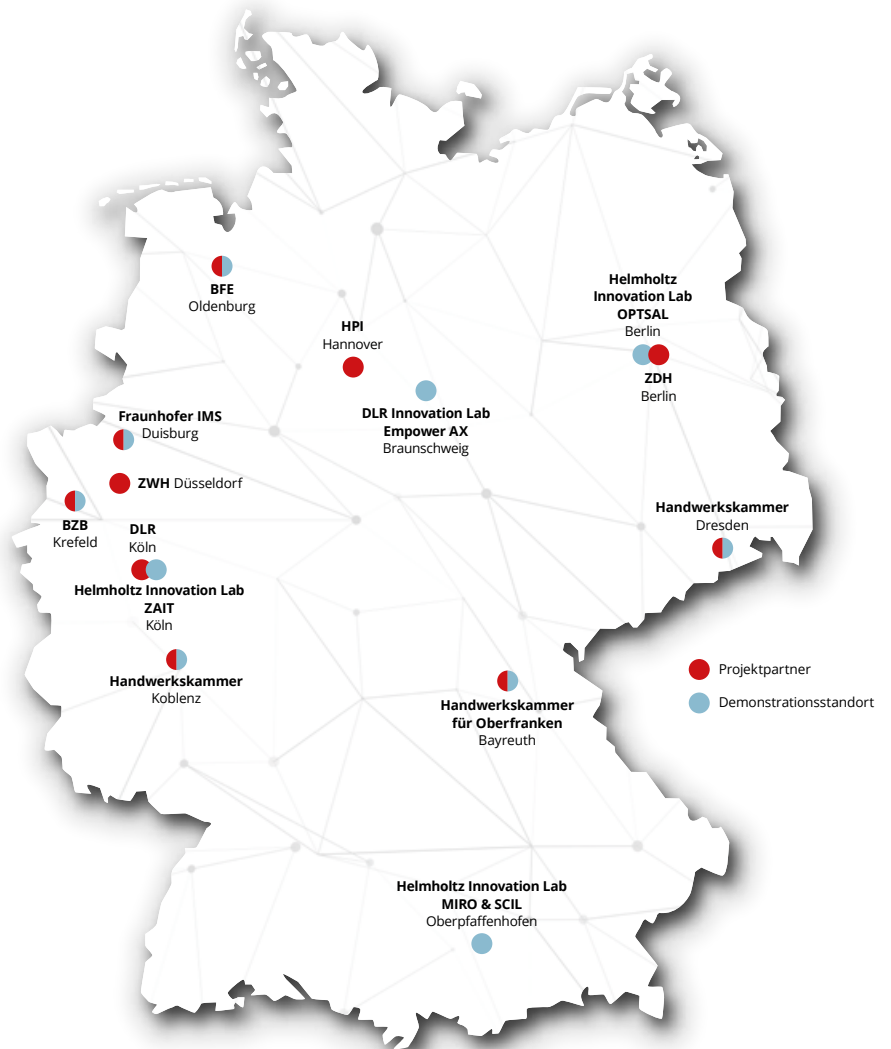 BFE
Oldenburg
Helmholtz
Innovation Lab
OPTSAL
Berlin
ZDH
Berlin
HPI
Hannover
DLR Innovation Lab
Empower AX
Braunschweig
Fraunhofer IMS
Duisburg
ZWH Düsseldorf
BZB
Krefeld
DLR
Köln
Helmholtz Innovation Lab
ZAIT
Köln
Handwerkskammer
Dresden
Handwerkskammer
Koblenz
Handwerkskammer
für Oberfranken
Bayreuth
Projektpartner
Demonstrationsstandort
Helmholtz Innovation Lab
MIRO & SCIL
Oberpfaffenhofen